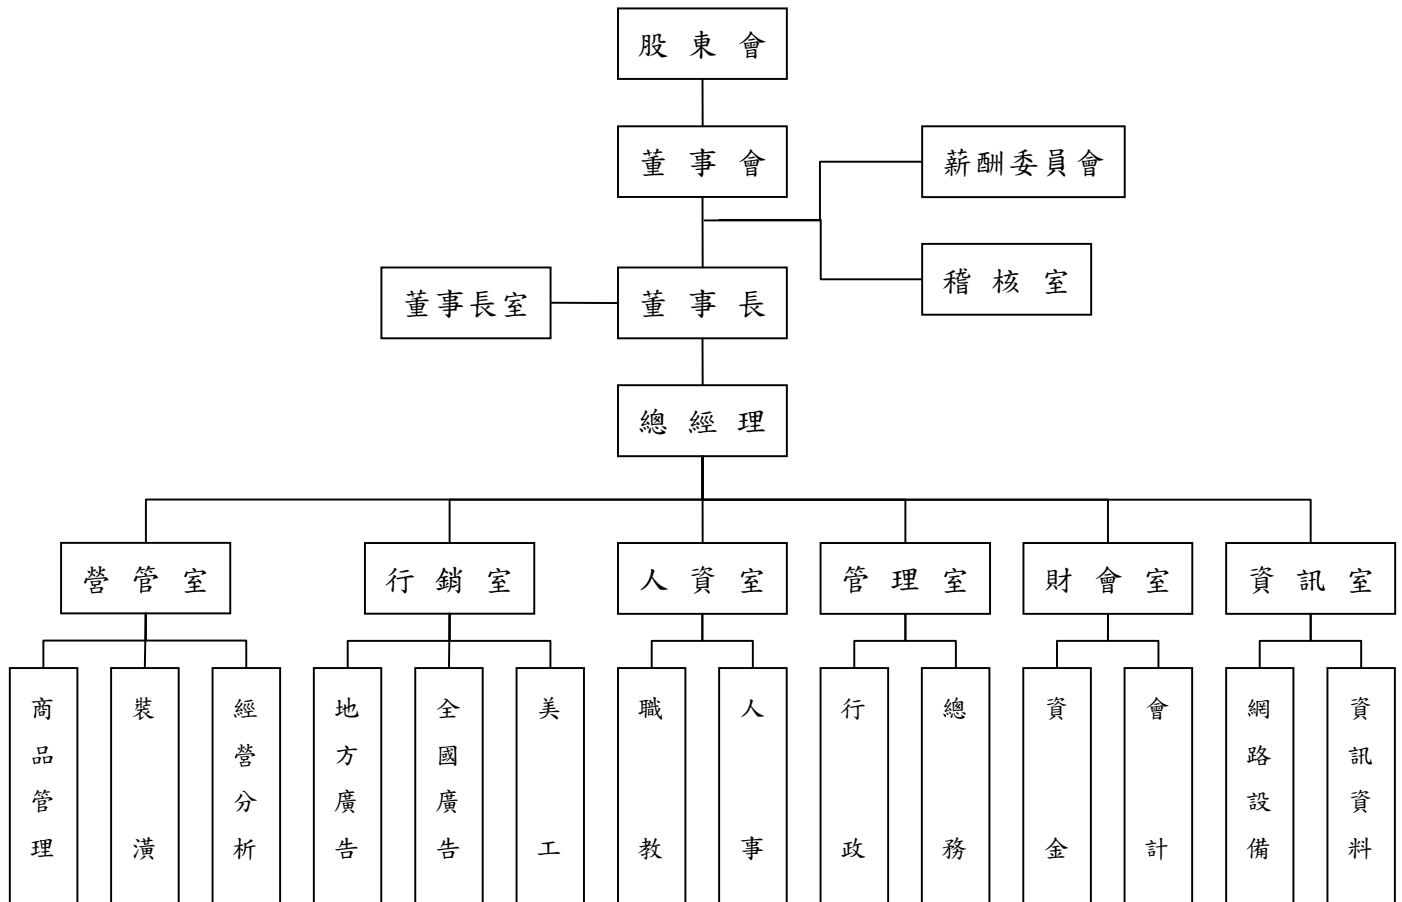 股東會
董事會
薪酬委員會
稽核室
董事長室
董事長
總經理
營管室
行銷室
人資室
管理室
財會室
資訊室
商品管理
裝潢
經營分析
地方廣告
全國廣告
美工
職教
人事
行政
總務
資金
會計
網路設備
資訊資料